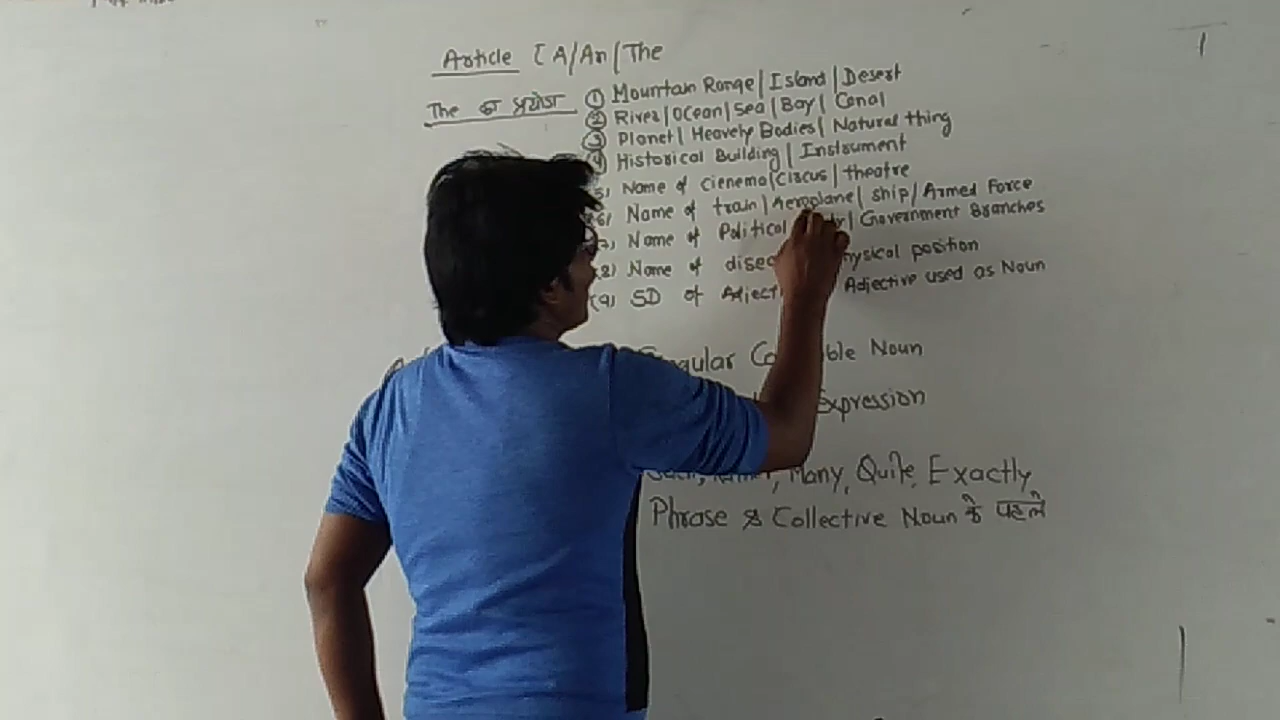 Article [A/An/The
The का प्रयोग
① Mountain Range/Island/Desert
② River/Ocean/Sea/Bay/Canal
③ Planet/Heavely Bodies/Natural thing
④ Historical Building/Instrument
5) Name of Cienema/Circus/theatre
(6) Name of train/Aeroplane/Ship/Armed Force
7) Name of Political /Government Branches
(8) Name of physical position
(9) SD of Adjective used as Noun
Noun
Expression
Many, Quite, Exactly
Phrase & Collective Noun के पहले